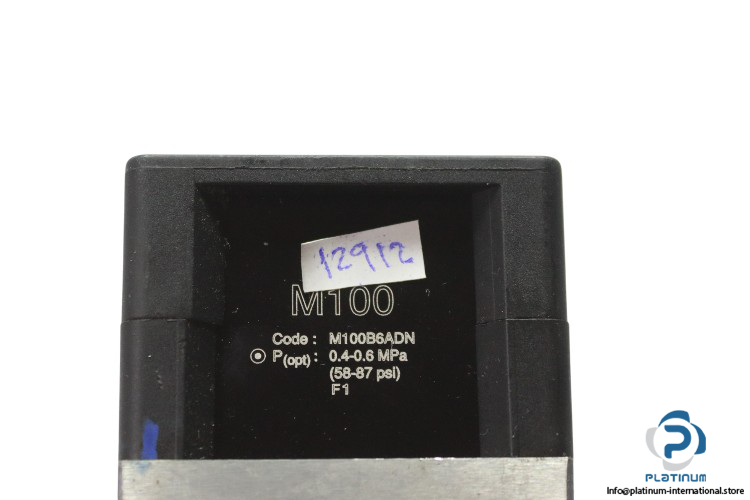 12912
M100
Code : M100B6ADN
P(opt) : 0.4-0.6 MPa
(58-87 psi)
F1
PLATINUM
Info@platinum-international.store